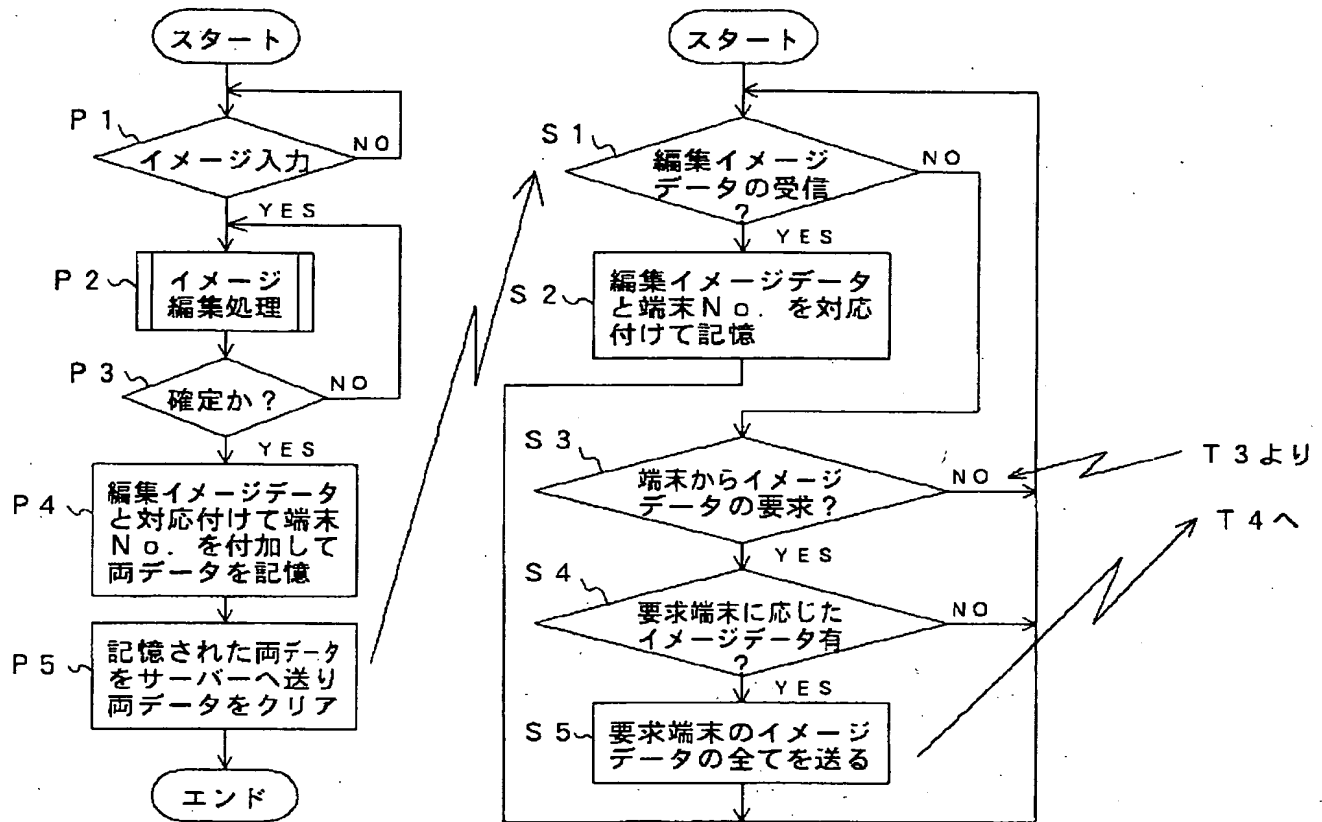 スタート
P1
イメージ入力
NO
YES
P2
イメージ
編集処理
P3
確定か?
NO
YES
P4
編集イメージデータ
と対応付けて端末
No.を付加して
両データを記憶
P5
記憶された両データ
をサーバーへ送り
両データをクリア
エンド
スタート
S1
編集イメージ
データの受信
?
NO
YES
S2
編集イメージデータ
と端末No.を対応
付けて記憶
S3
端末からイメージ
データの要求?
NO
YES
S4
要求端末に応じた
イメージデータ有
?
NO
YES
S5
要求端末のイメージ
データの全てを送る
T3より
T4へ